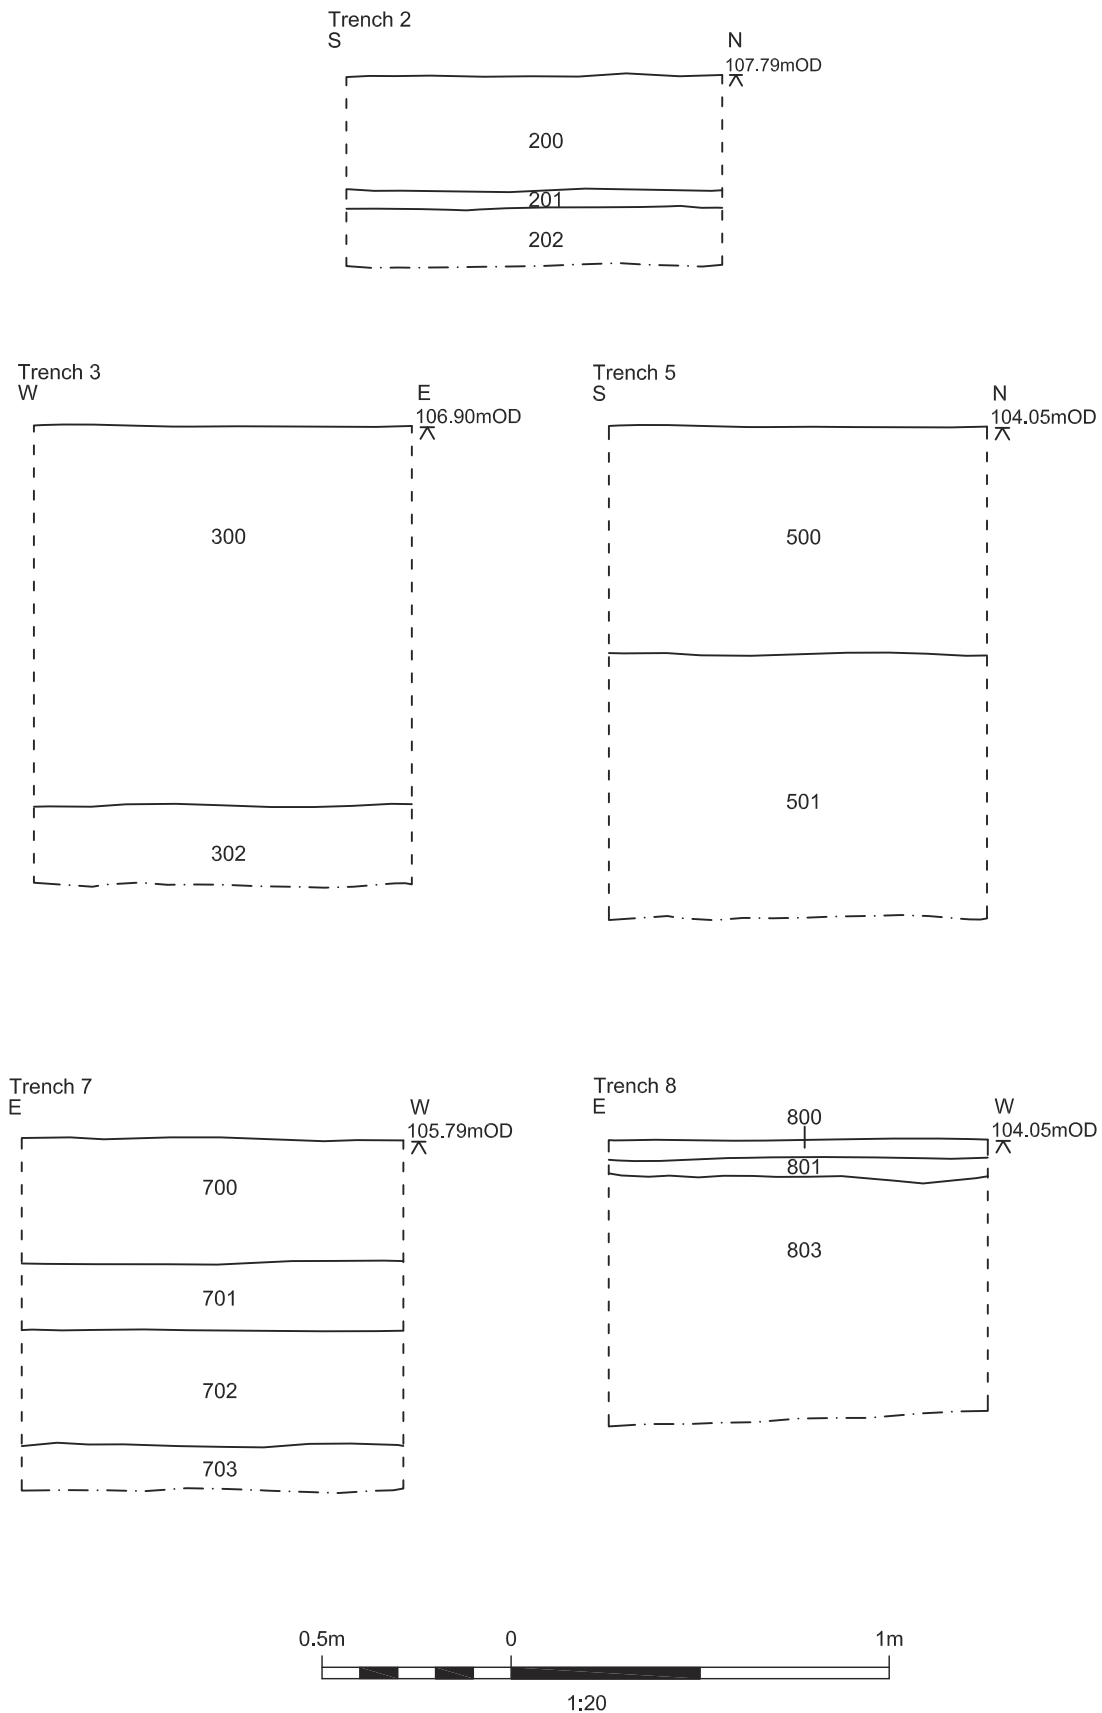 Trench 2
S N
107.79mOD
200
201
202
Trench 3
W E
106.90mOD
300
302
Trench 5
S N
104.05mOD
500
501
Trench 7
E W
105.79mOD
700
701
702
703
Trench 8
E W
104.05mOD
800
801
803
0.5m 0 1m
1:20